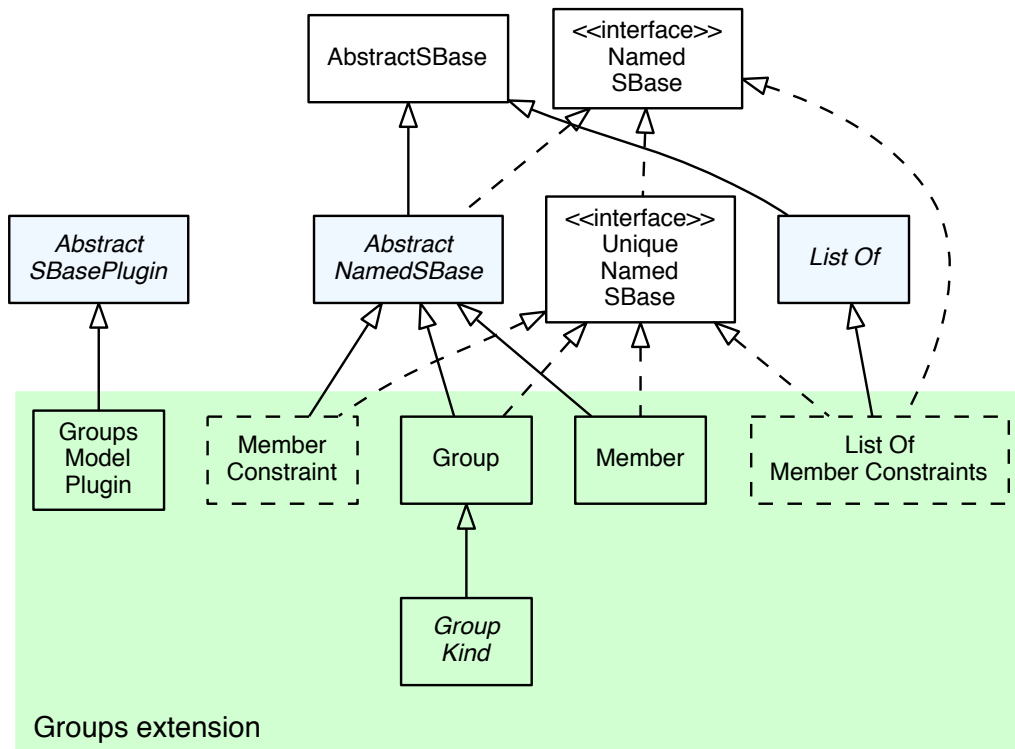 AbstractSBase
<<interface>>
Named
SBase
Abstract
SBasePlugin
Abstract
NamedSBase
<<interface>>
Unique
Named
SBase
List Of
Groups
Model
Plugin
Member
Constraint
Group
Member
List Of
Member Constraints
Group
Kind
Groups extension